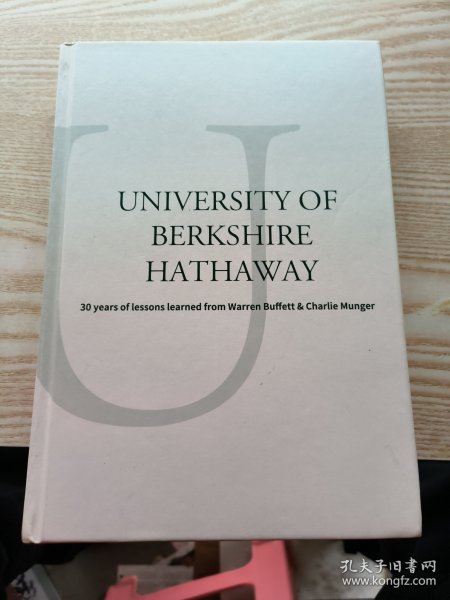 U
UNIVERSITY OF
BERKSHIRE
HATHAWAY
30 years of lessons learned from Warren Buffett & Charlie Munger
孔夫子旧书网
www.kongfz.com